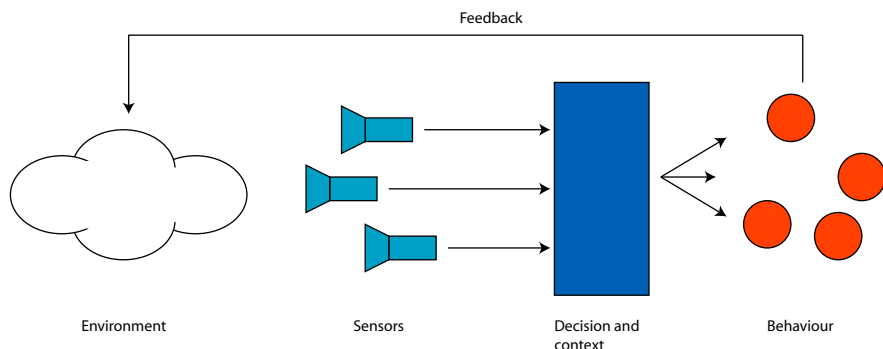 Feedback
Environment
Sensors
Decision and
context
Behaviour